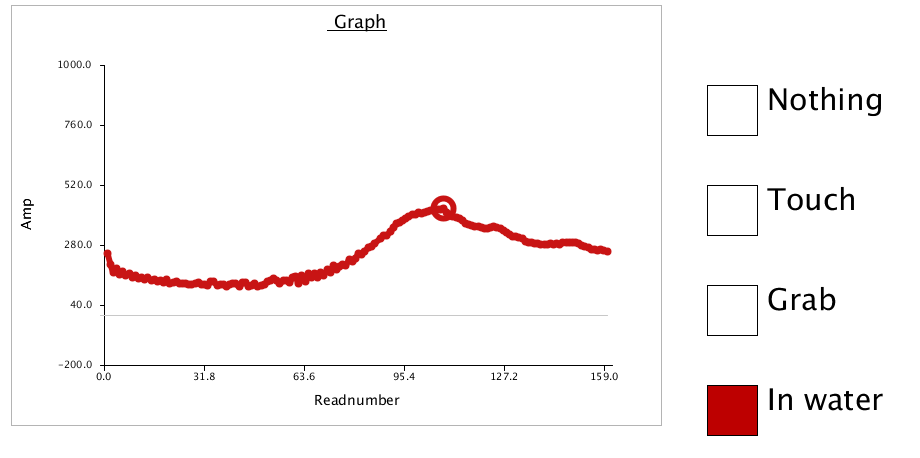 Graph
1000.0
760.0
520.0
280.0
40.0
-200.0
Amp
0.0 31.8 63.6 95.4 127.2 159.0
Readnumber
Nothing
Touch
Grab
In water